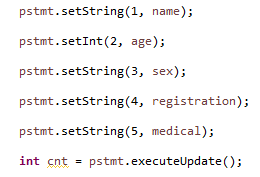 pstmt.setString(1, name);
pstmt.setInt(2, age);
pstmt.setString(3, sex);
pstmt.setString(4, registration);
pstmt.setString(5, medical);
int cnt = pstmt.executeUpdate();